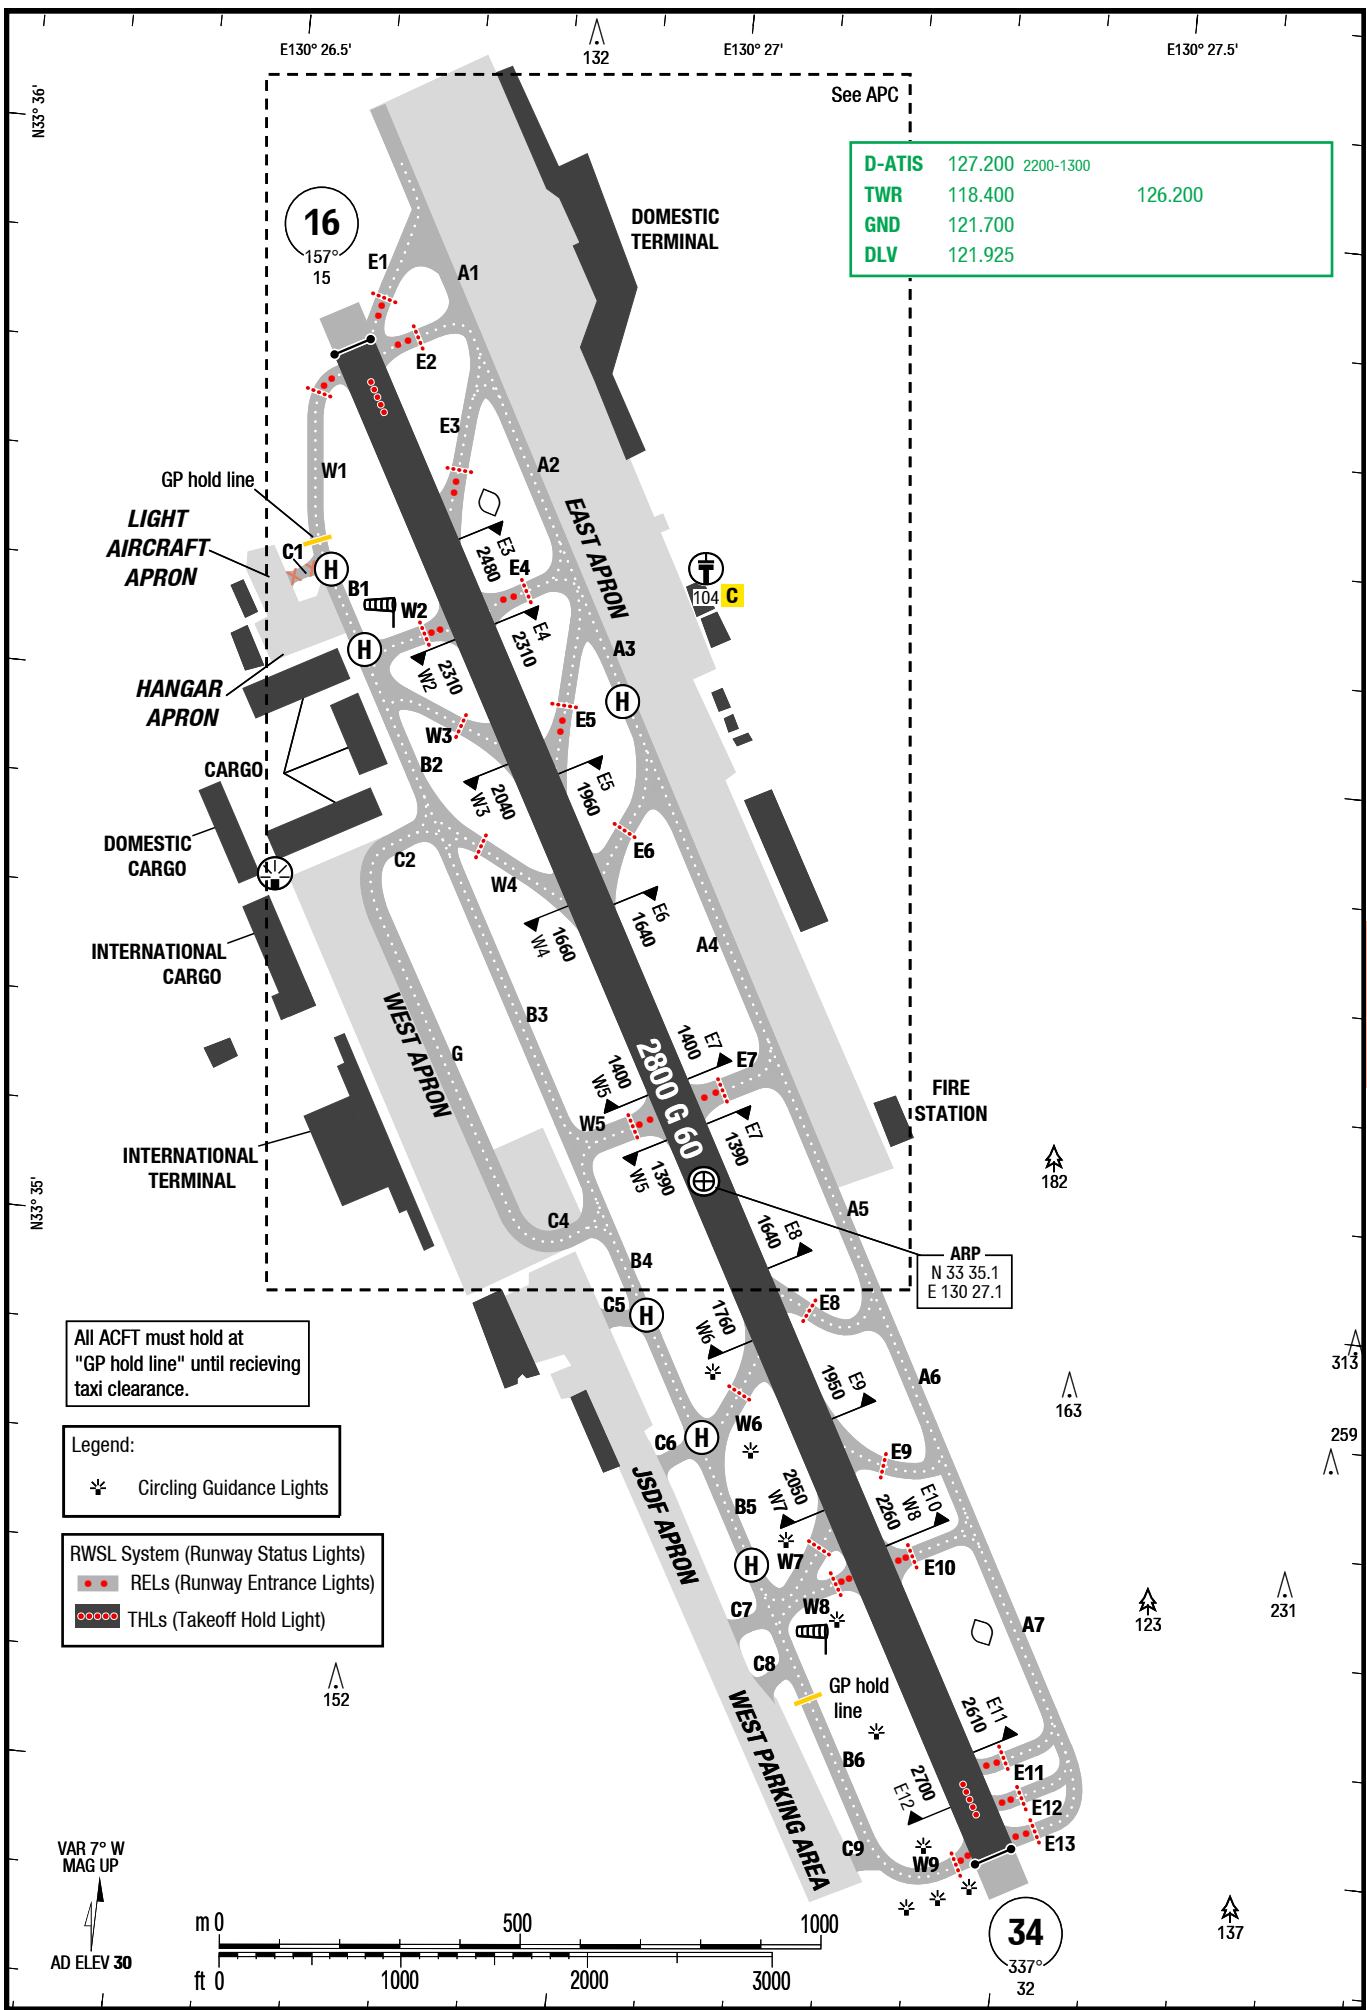 E130° 26.5'
E130° 27'
E130° 27.5'
132
N33° 36'
See APC
D-ATIS 127.200 2200-1300
TWR 118.400 126.200
GND 121.700
DLV 121.925
16
157°
15
DOMESTIC
TERMINAL
E1
A1
E2
E3
A2
W1
GP hold line
LIGHT
AIRCRAFT
APRON
C1
H
B1
W2
E3
2480
E4
EAST APRON
104 C
H
E4
2310
W2
2310
A3
HANGAR
APRON
H
E5
W3
B2
CARGO
W3
2040
E5
1960
DOMESTIC
CARGO
C2
E6
W4
E6
1640
W4
1660
A4
INTERNATIONAL
CARGO
WEST APRON
B3
G
2800 G 60
1400
E7
E7
1400
W5
W5
FIRE
STATION
E7
1390
W5
1390
INTERNATIONAL
TERMINAL
182
N33° 35'
C4
A5
1640
E8
B4
ARP
N 33 35.1
E 130 27.1
C5
H
E8
1760
W6
All ACFT must hold at
"GP hold line" until recieving
taxi clearance.
313
1950
E9
A6
163
W6
C6
H
259
E9
Legend:
Circling Guidance Lights
JSDF APRON
B5
2050
W7
E10
W8
2260
RWSL System (Runway Status Lights)
RELs (Runway Entrance Lights)
THLs (Takeoff Hold Light)
H
W7
E10
C7
W8
A7
123
231
C8
152
GP hold
line
WEST PARKING AREA
2610
E11
B6
E11
2700
E12
E12
E13
C9
W9
VAR 7° W
MAG UP
AD ELEV 30
m 0 500 1000
ft 0 1000 2000 3000
34
337°
32
137